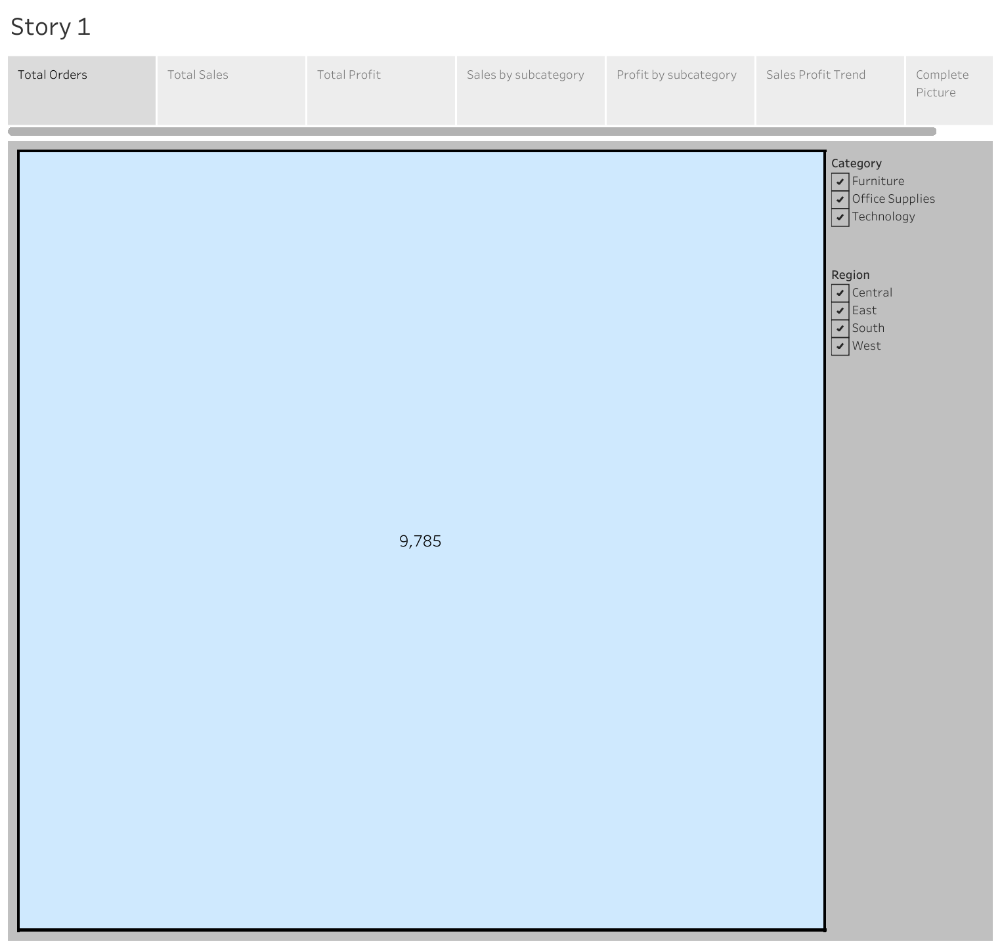 Story 1
Total Orders
Total Sales
Total Profit
Sales by subcategory
Profit by subcategory
Sales Profit Trend
Complete
Picture
9,785
Category
Furniture
Office Supplies
Technology
Region
Central
East
South
West